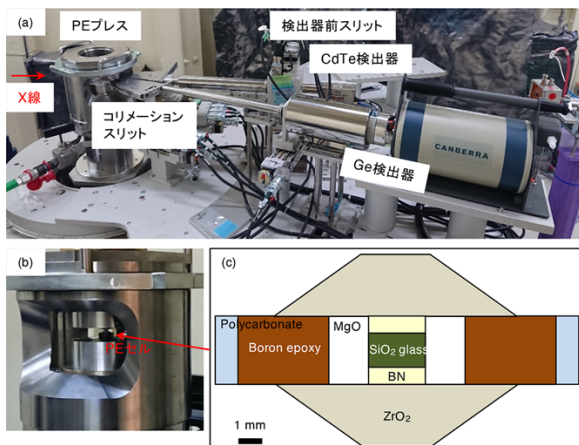 (a)
PEプレス
検出器前スリット
CdTe検出器
X線
コリメーション
スリット
CANBERRA
Ge検出器
(b)
PEセル
(c)
Polycarbonate
MgO
Boron epoxy
SiO₂ glass
BN
ZrO₂
1 mm